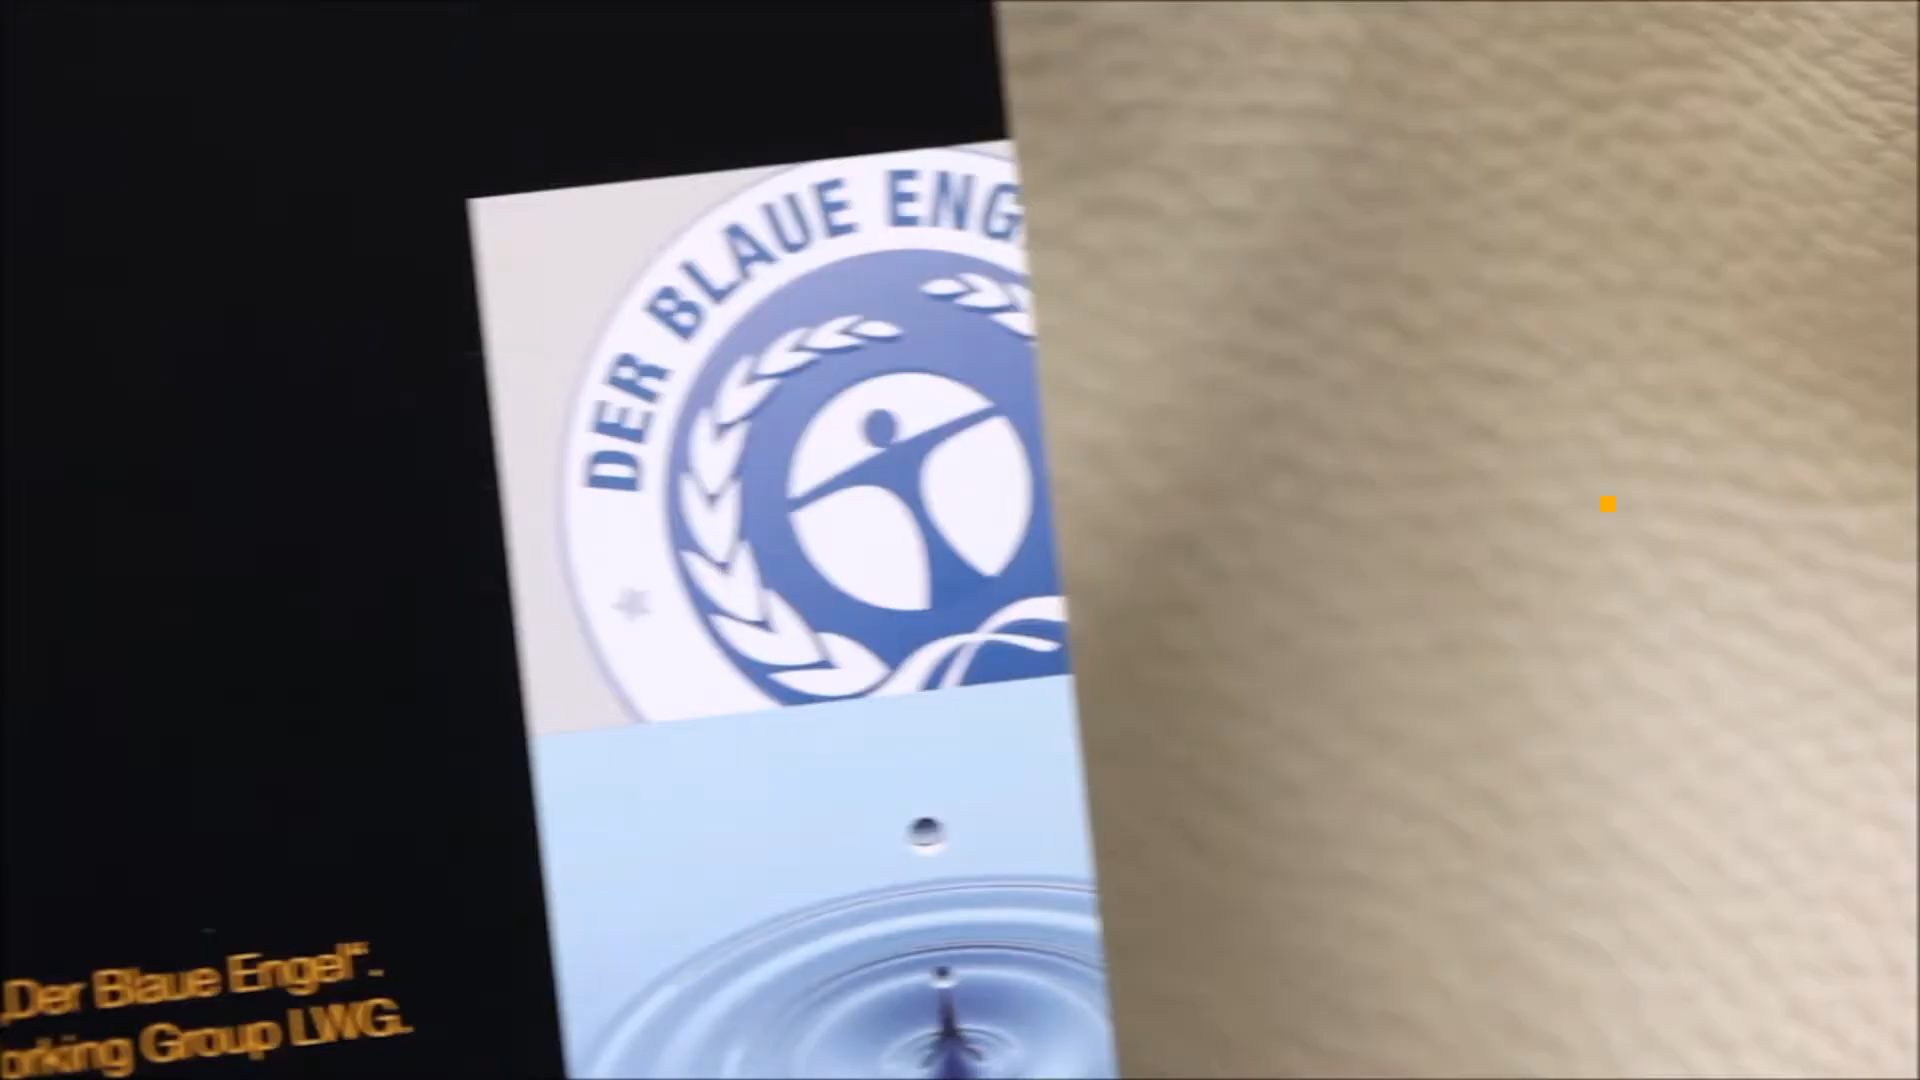 DER BLAUE ENG
„Der Blaue Engel“.
orking Group LWG.